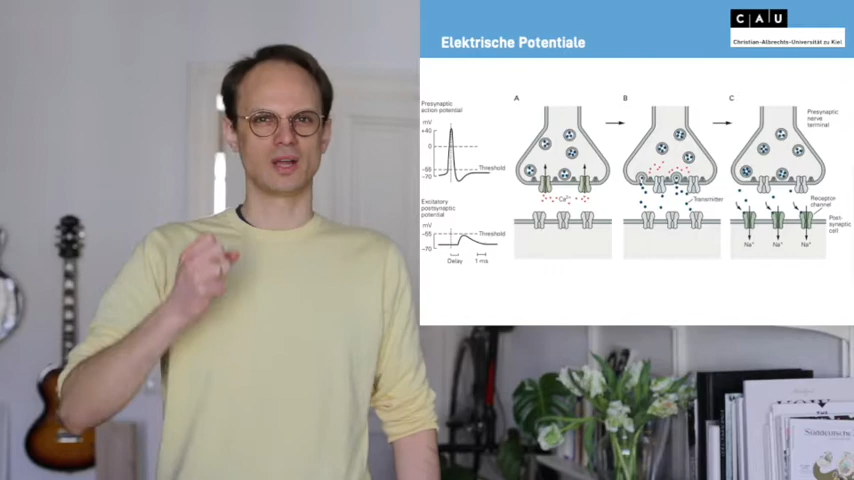 CAU
Christian-Albrechts-Universität zu Kiel
Elektrische Potentiale
Presynaptic
action potential
mV
+40
0
-55
-70
Threshold
Excitatory
postsynaptic
potential
mV
-55
-70
Threshold
Delay
1 ms
A
B
C
Ca²⁺
Transmitter
Presynaptic
nerve
terminal
Receptor
channel
Post-
synaptic
cell
Na⁺
Na⁺
Na⁺
Süddeutsche